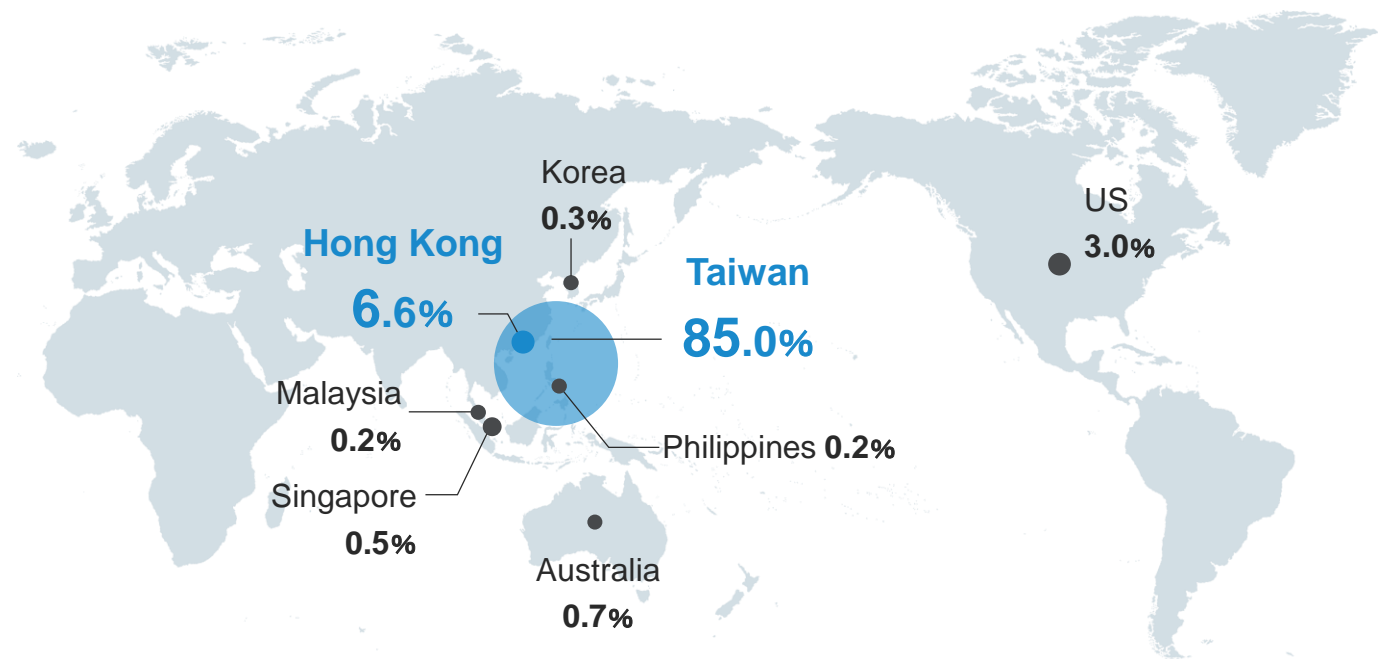 Korea
0.3%
US
3.0%
Hong Kong
6.6%
Taiwan
85.0%
Malaysia
0.2%
Philippines 0.2%
Singapore
0.5%
Australia
0.7%